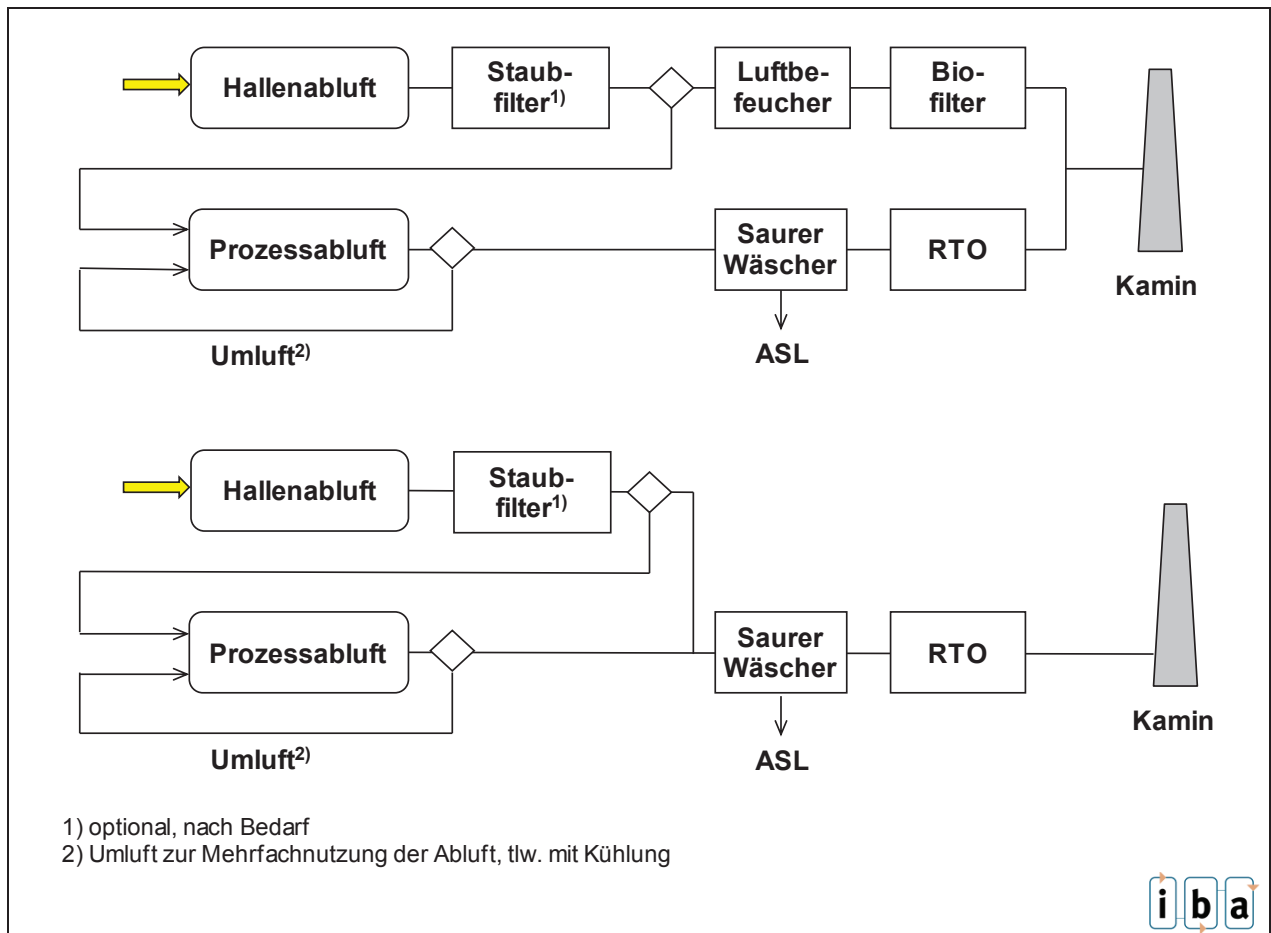 Hallenabluft
Staub-
filter1)
Luftbe-
feucher
Bio-
filter
Prozessabluft
Saurer
Wäscher
RTO
Kamin
Umluft2)
ASL
Hallenabluft
Staub-
filter1)
Prozessabluft
Saurer
Wäscher
RTO
Kamin
Umluft2)
ASL
1) optional, nach Bedarf
2) Umluft zur Mehrfachnutzung der Abluft, tlw. mit Kühlung
iba